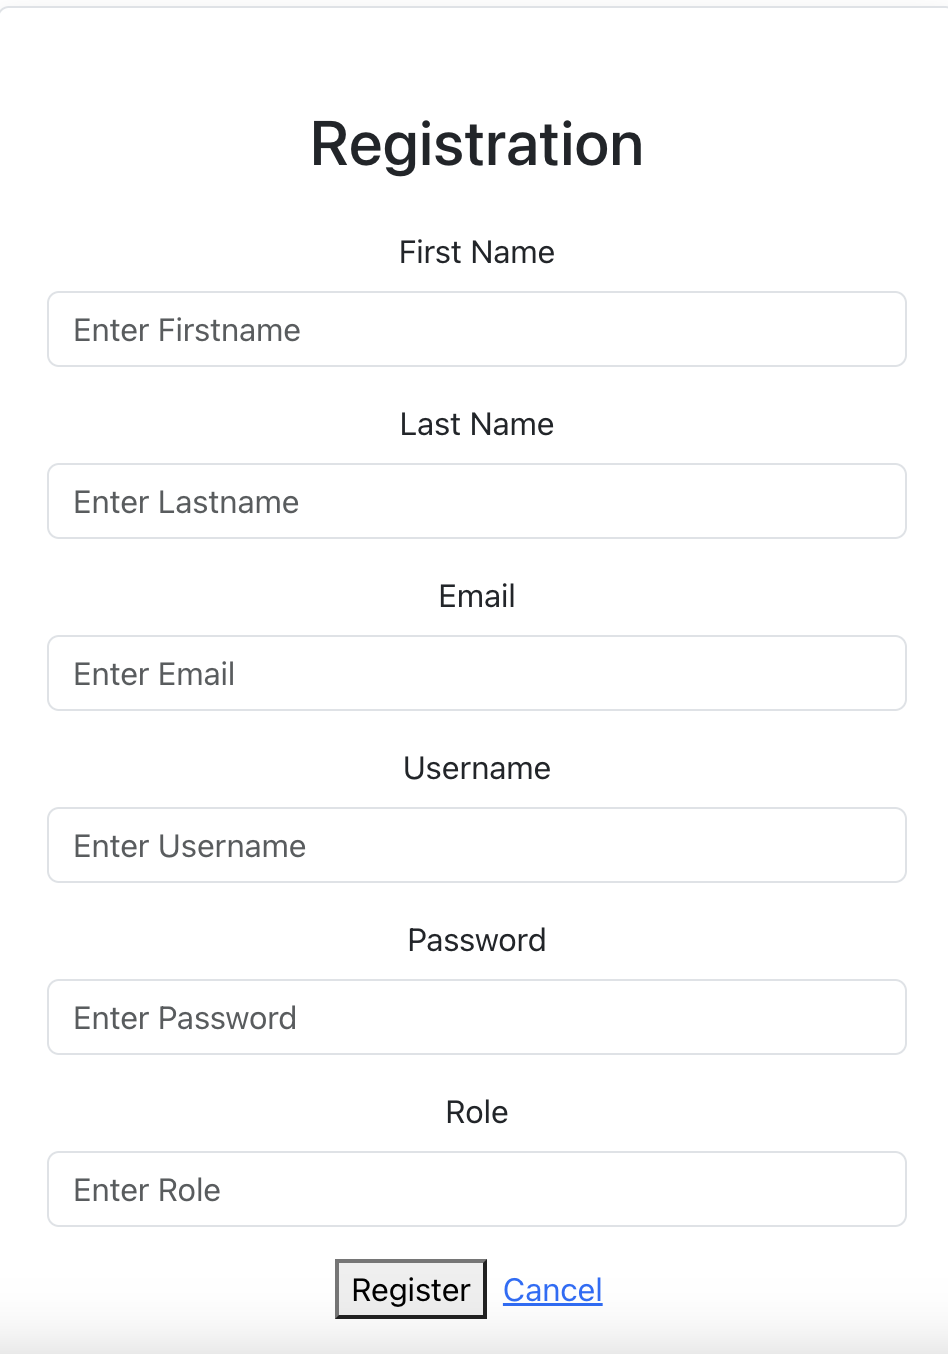 Registration
First Name
Enter Firstname
Last Name
Enter Lastname
Email
Enter Email
Username
Enter Username
Password
Enter Password
Role
Enter Role
Register Cancel